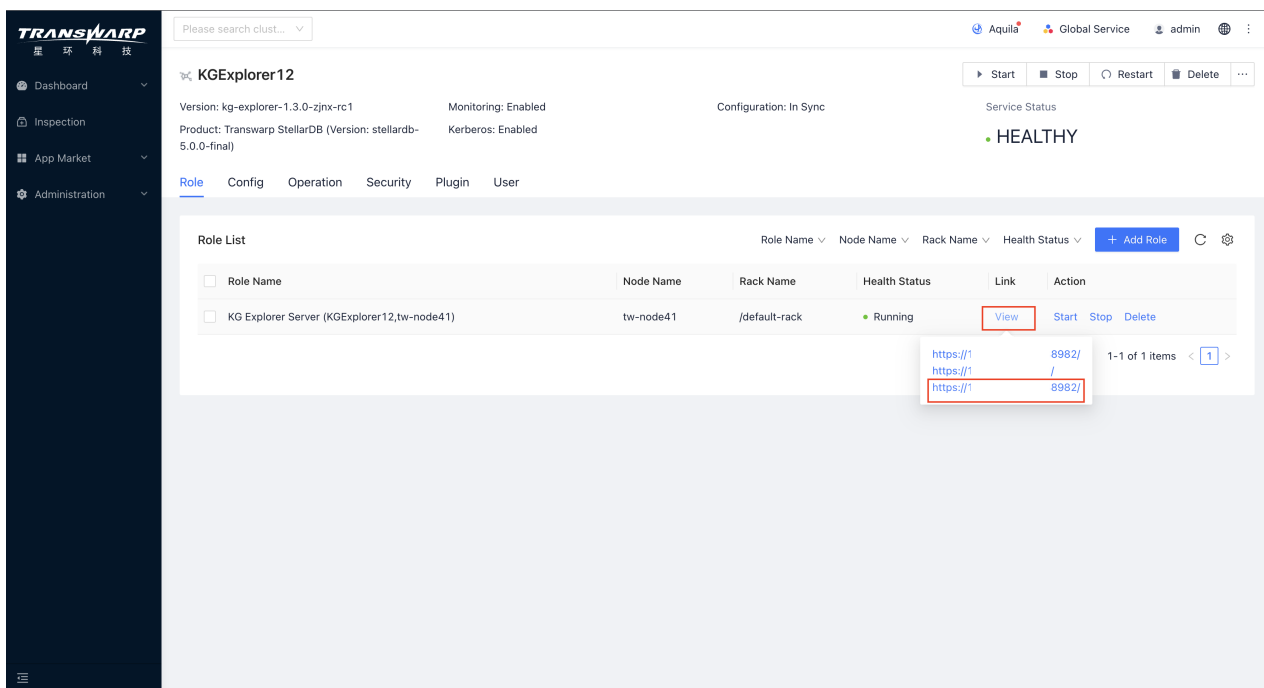 TRANSWARP
星 环 科 技
Please search clust...
Aquila
Global Service
admin
Dashboard
Inspection
App Market
Administration
KGExplorer12
Start
Stop
Restart
Delete
...
Version: kg-explorer-1.3.0-zjnx-rc1
Monitoring: Enabled
Configuration: In Sync
Service Status
Product: Transwarp StellarDB (Version: stellardb-
5.0.0-final)
Kerberos: Enabled
HEALTHY
Role
Config
Operation
Security
Plugin
User
Role List
Role Name
Node Name
Rack Name
Health Status
+ Add Role
Role Name
Node Name
Rack Name
Health Status
Link
Action
KG Explorer Server (KGExplorer12,tw-node41)
tw-node41
/default-rack
Running
View
Start
Stop
Delete
https://1 8982/
https://1 /
https://1 8982/
1-1 of 1 items < 1 >